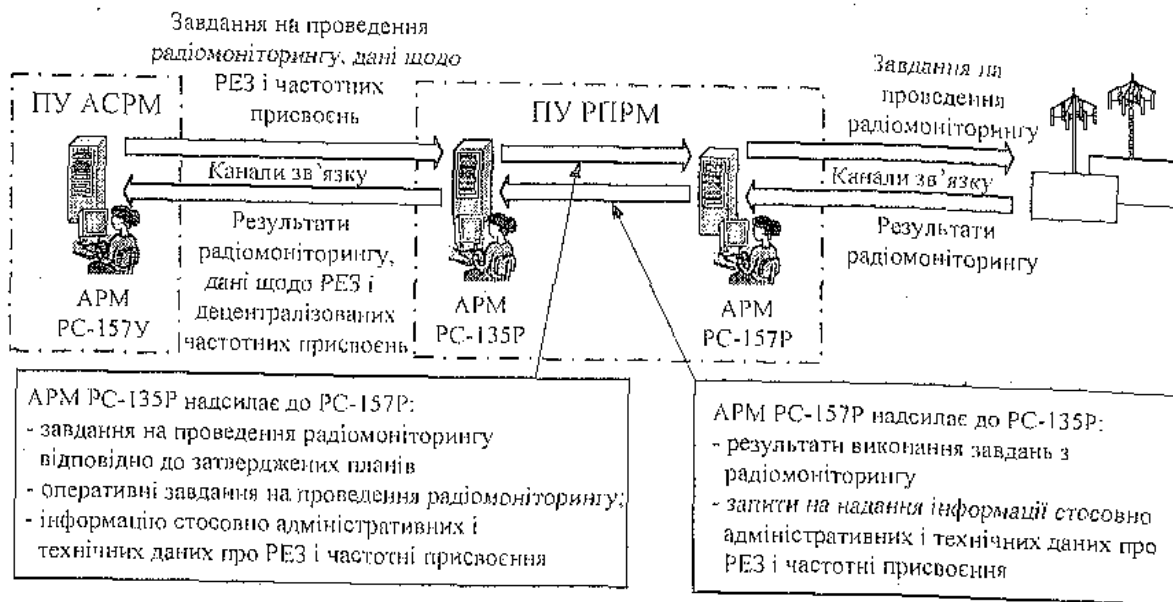 Завдання на проведення
радіомоніторингу, дані щодо
РЕЗ і частотних
присвоєнь
ПУ АСРМ
Канали зв’язку
Результати
радіомоніторингу,
дані щодо РЕЗ і
децентралізованих
частотних присвоєнь
АРМ
РС-157У
ПУ РПРМ
АРМ
РС-135Р
АРМ
РС-157Р
Завдання на
проведення
радіомоніторингу
Канали зв’язку
Результати
радіомоніторингу
АРМ РС-135Р надсилає до РС-157Р:
- завдання на проведення радіомоніторингу
відповідно до затверджених планів
- оперативні завдання на проведення радіомоніторингу;
- інформацію стосовно адміністративних і
технічних даних про РЕЗ і частотні присвоєння
АРМ РС-157Р надсилає до РС-135Р:
- результати виконання завдань з
радіомоніторингу
- запити на надання інформації стосовно
адміністративних і технічних даних про
РЕЗ і частотні присвоєння